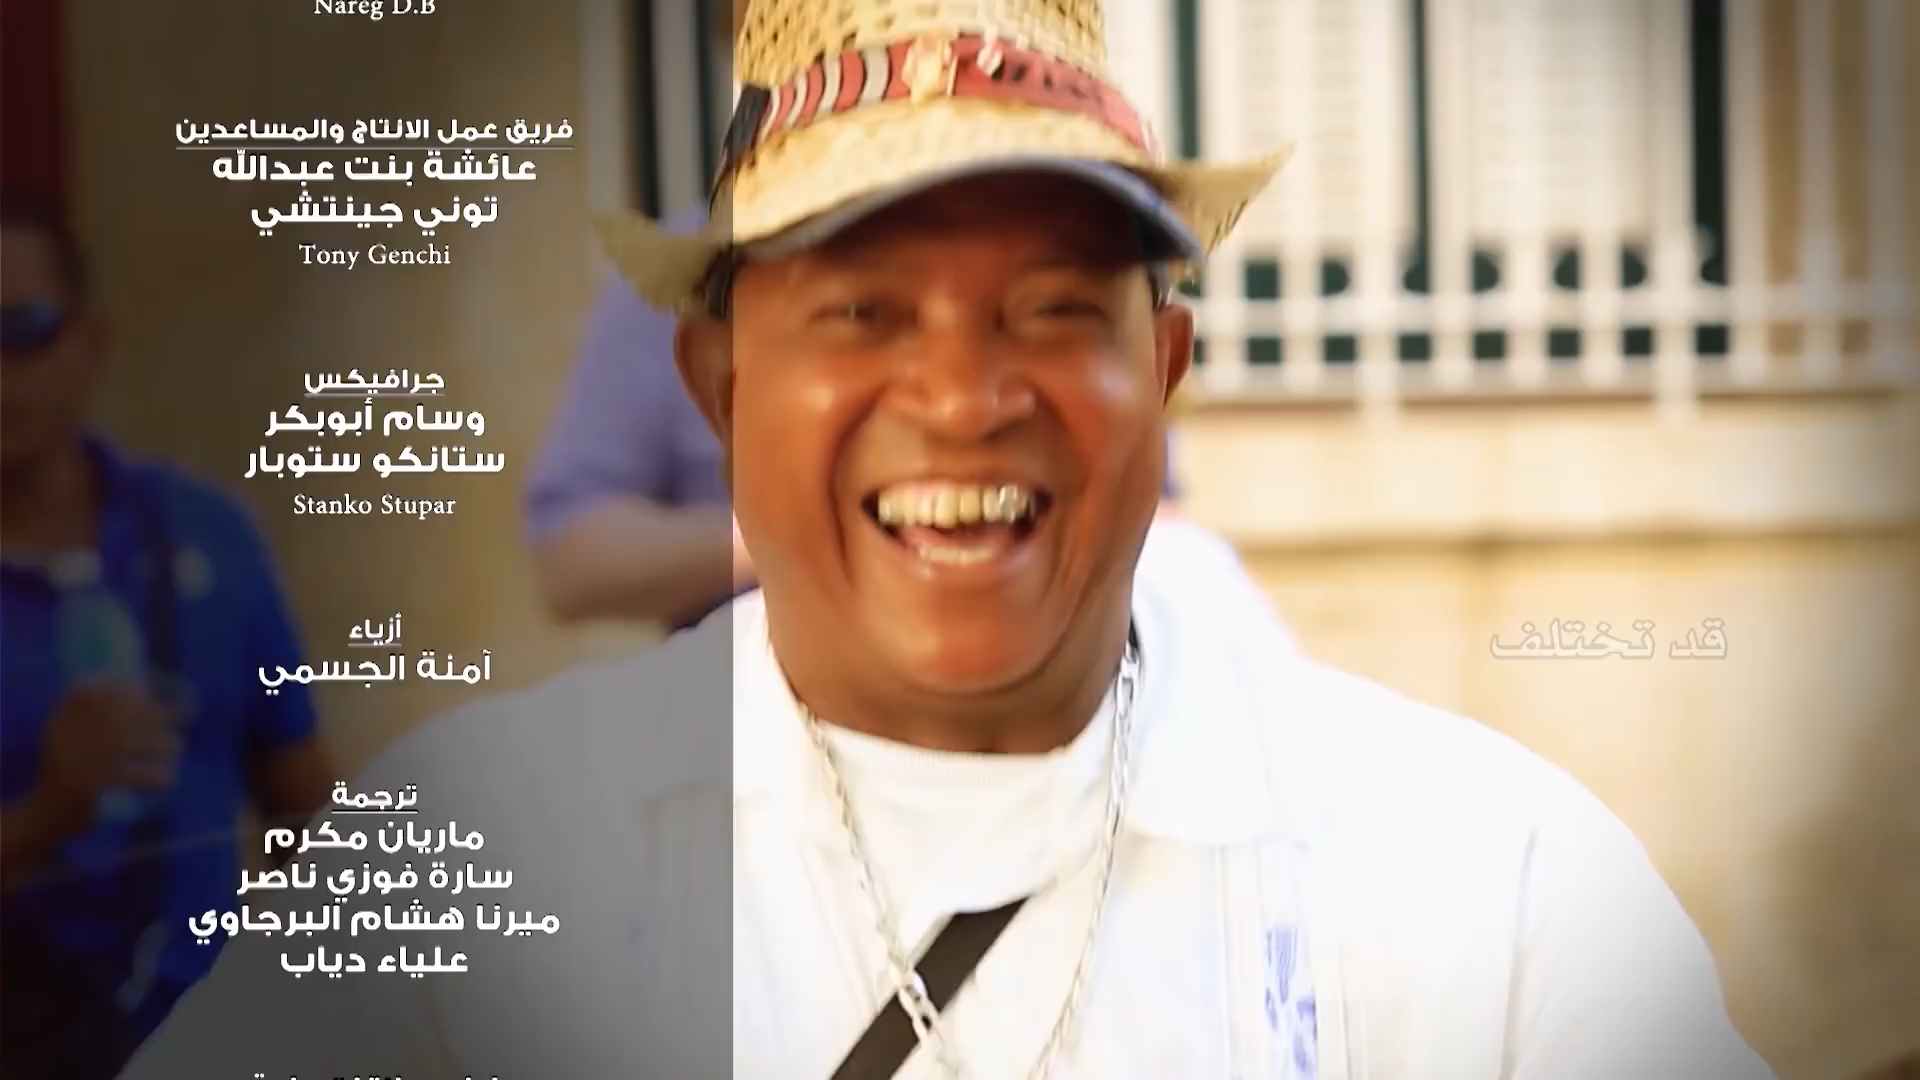 Nareg D.B
فريق عمل الانتاج والمساعدين
عائشة بنت عبدالله
توني جينتشي
Tony Genchi
جرافيكس
وسام أبوبكر
ستانكو ستوبار
Stanko Stupar
أزياء
آمنة الجسمي
ترجمة
ماريان مكرم
سارة فوزي ناصر
ميرنا هشام البرجاوي
علياء دياب
قد تختلف